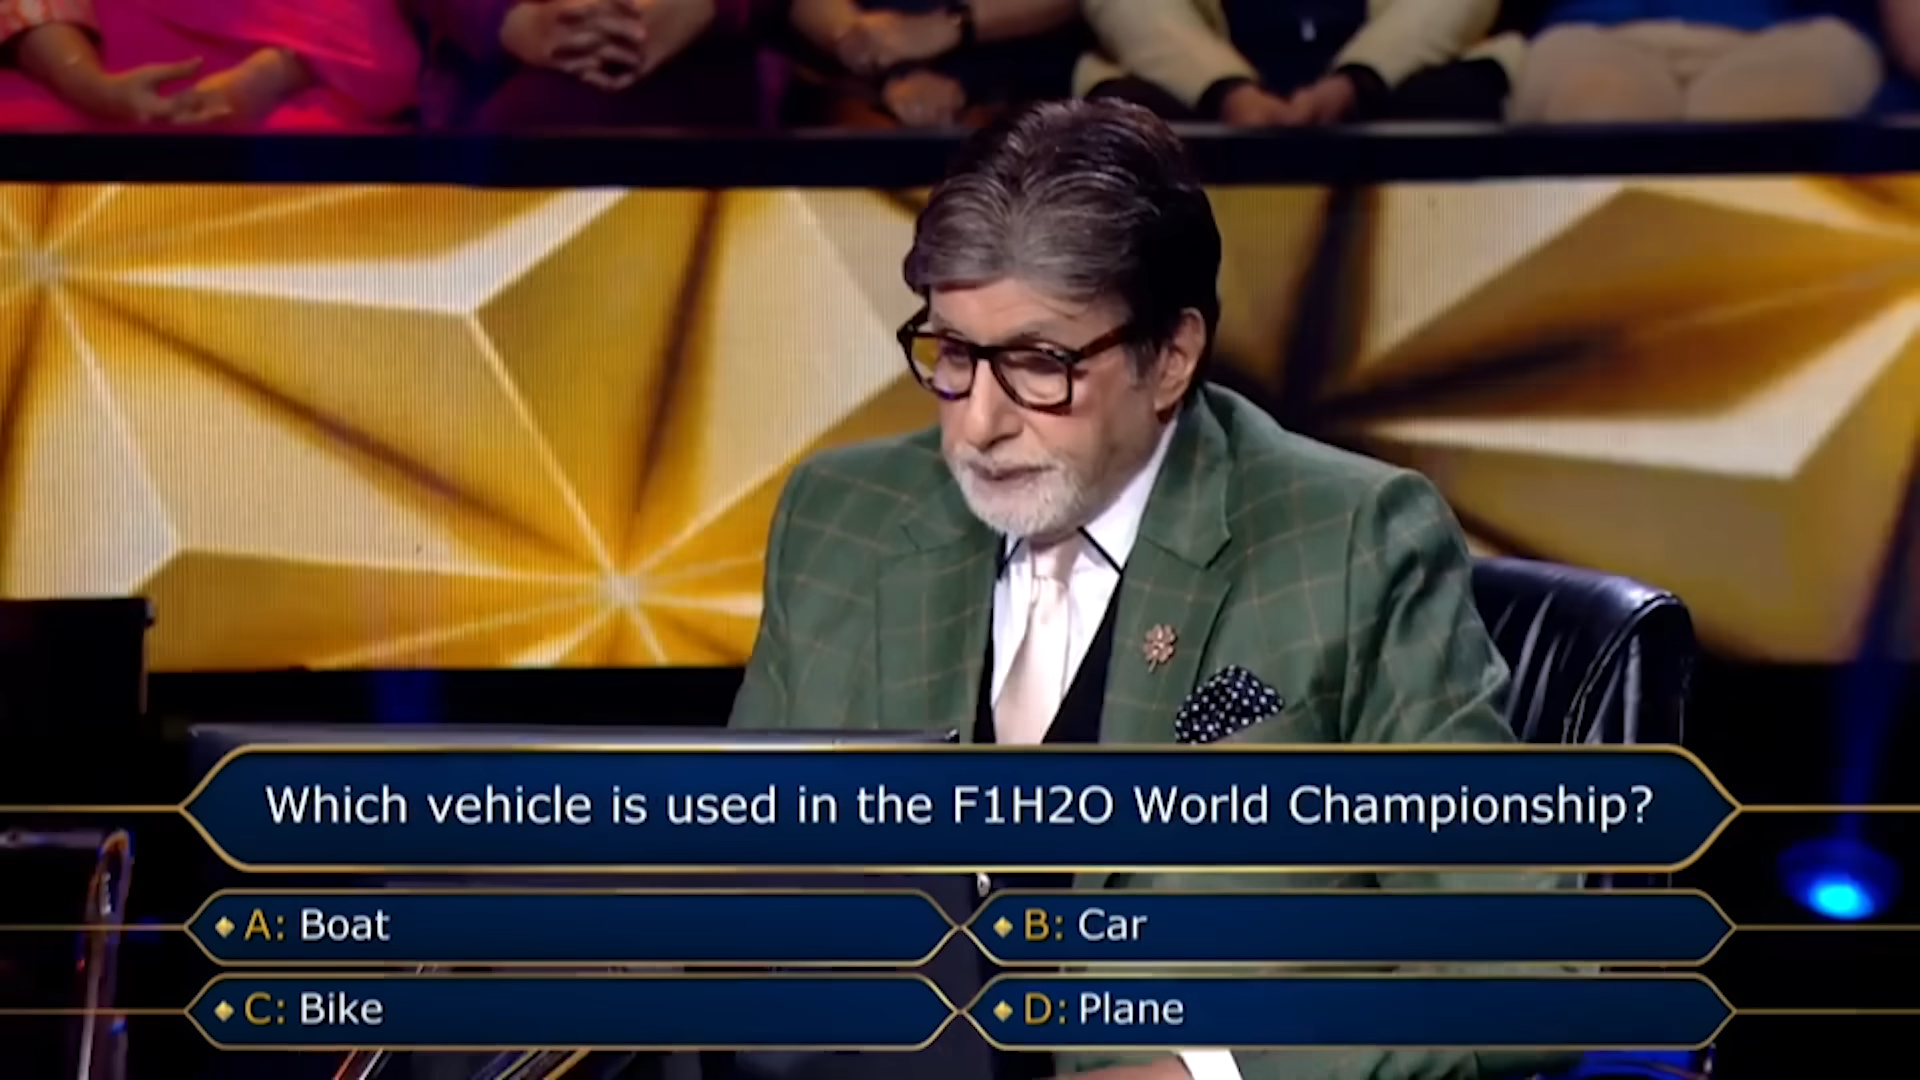 Which vehicle is used in the F1H2O World Championship?
A: Boat
B: Car
C: Bike
D: Plane